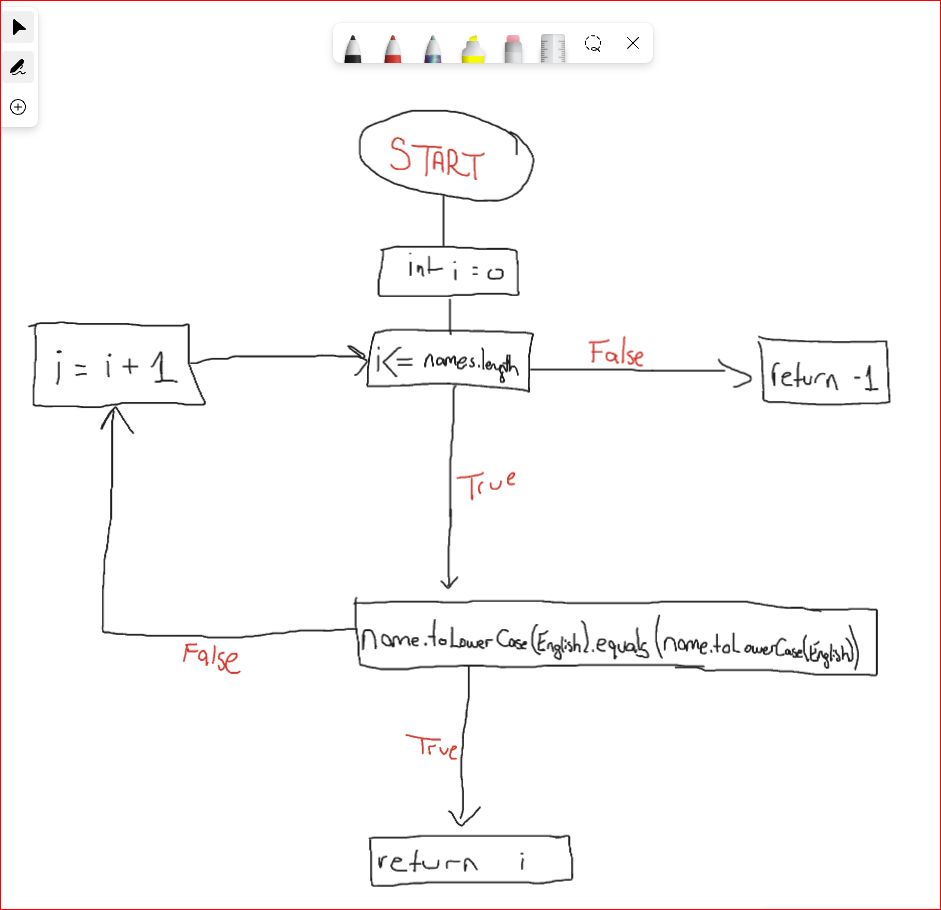 START
int i = 0
i <= names.length
False
return -1
i = i + 1
True
name.toLowerCase(English).equals(name.toLowerCase(English))
False
True
return i